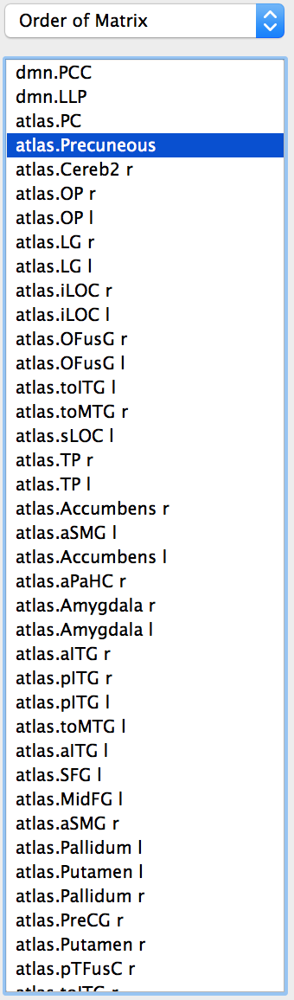 Order of Matrix
dmn.PCC
dmn.LLP
atlas.PC
atlas.Precuneous
atlas.Cereb2 r
atlas.OP r
atlas.OP l
atlas.LG r
atlas.LG l
atlas.iLOC r
atlas.iLOC l
atlas.OFusG r
atlas.OFusG l
atlas.toITG l
atlas.toMTG r
atlas.sLOC l
atlas.TP r
atlas.TP l
atlas.Accumbens r
atlas.aSMG l
atlas.Accumbens l
atlas.aPaHC r
atlas.Amygdala r
atlas.Amygdala l
atlas.aITG r
atlas.pITG r
atlas.pITG l
atlas.toMTG l
atlas.aITG l
atlas.SFG l
atlas.MidFG l
atlas.aSMG r
atlas.Pallidum l
atlas.Putamen l
atlas.Pallidum r
atlas.PreCG r
atlas.Putamen r
atlas.pTFusC r
atlas.toITG r